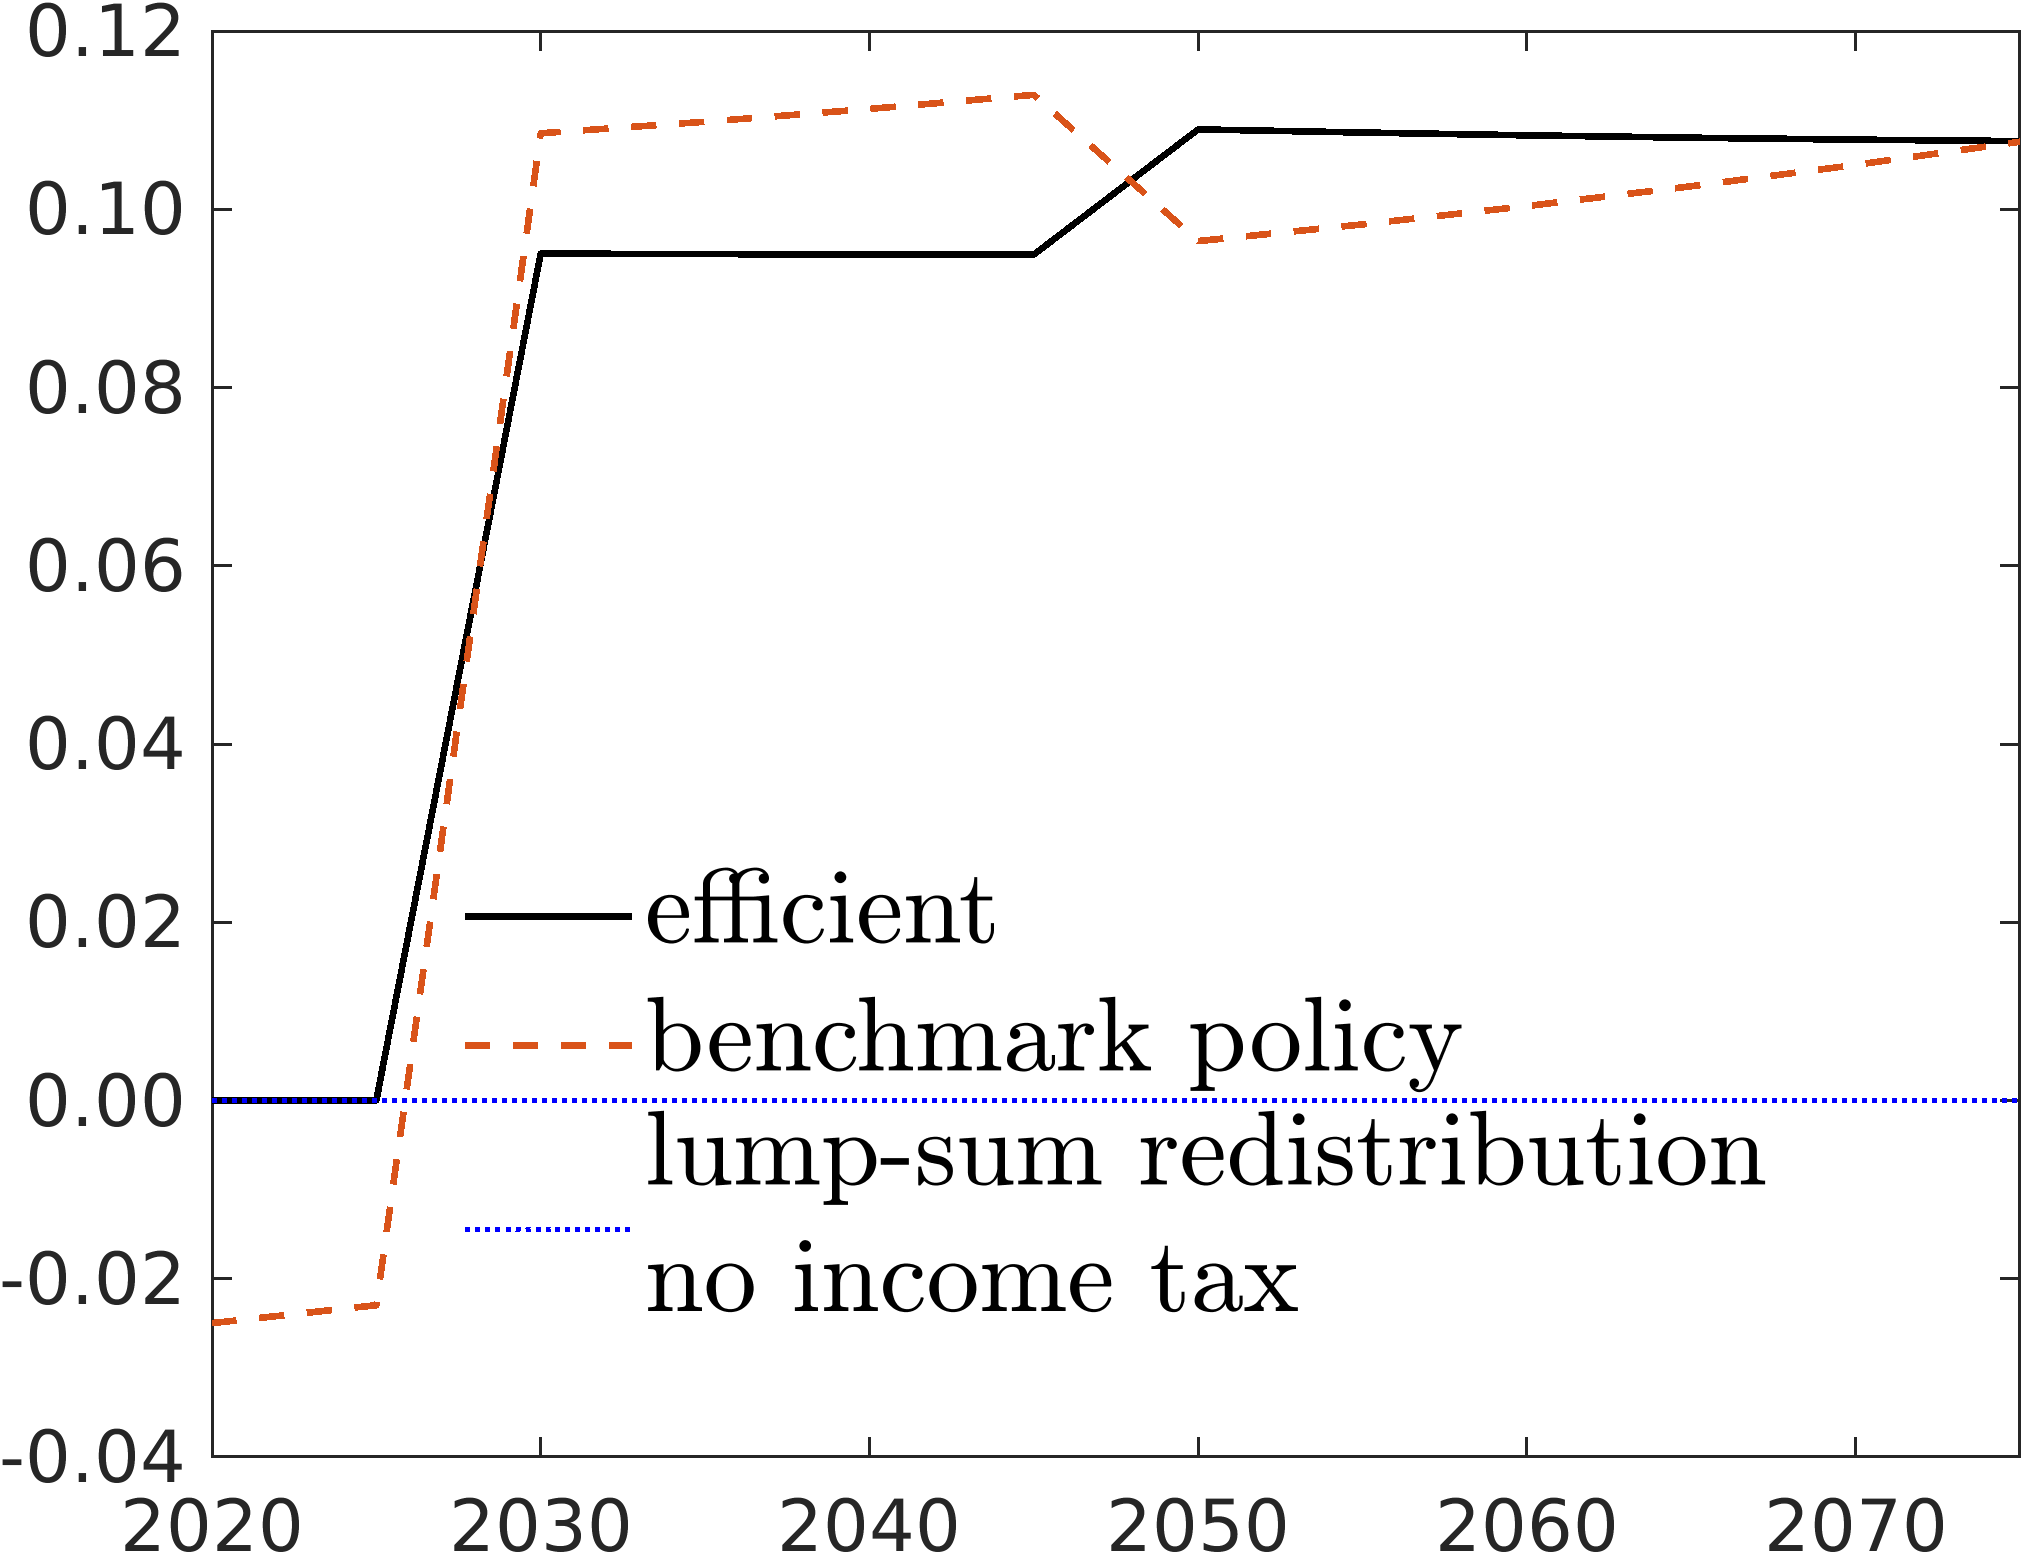 0.12
0.10
0.08
0.06
0.04
0.02
0.00
-0.02
-0.04
efficient
benchmark policy
lump-sum redistribution
no income tax
2020 2030 2040 2050 2060 2070